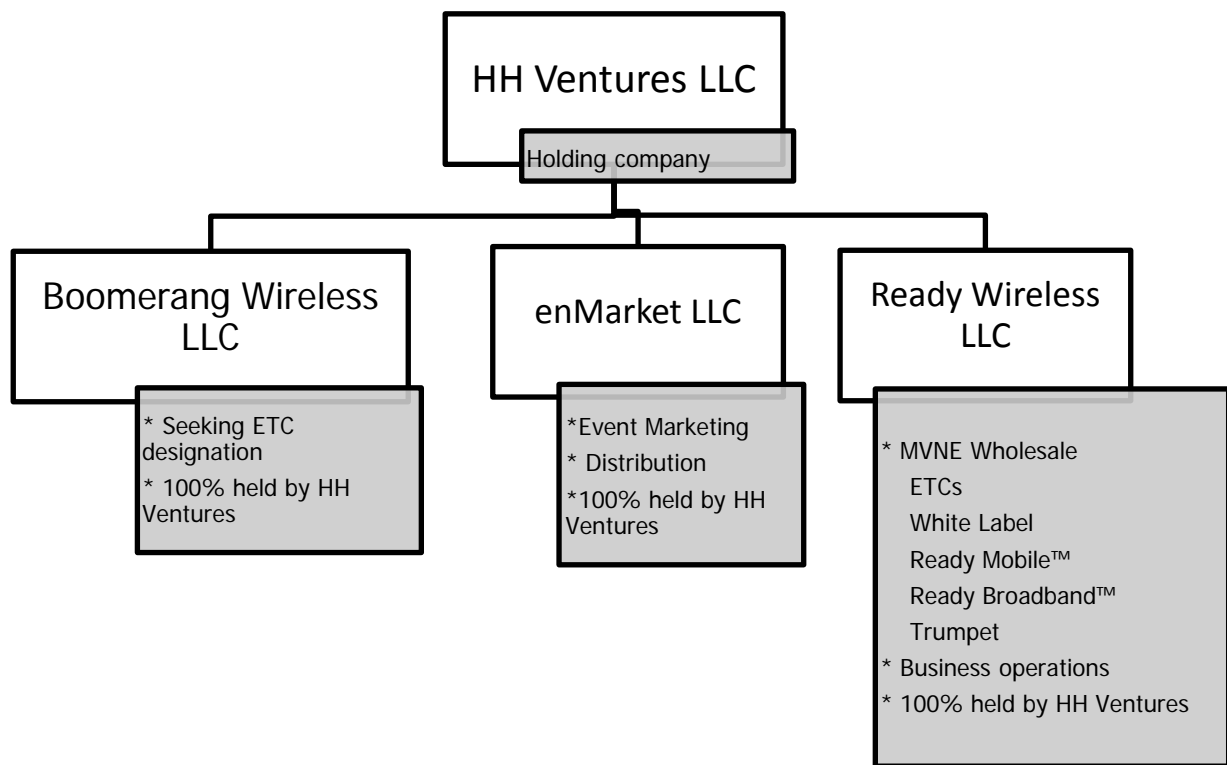 HH Ventures LLC
Holding company
Boomerang Wireless
LLC
* Seeking ETC
designation
* 100% held by HH
Ventures
enMarket LLC
*Event Marketing
* Distribution
*100% held by HH
Ventures
Ready Wireless
LLC
* MVNE Wholesale
ETCs
White Label
Ready Mobile™
Ready Broadband™
Trumpet
* Business operations
* 100% held by HH Ventures